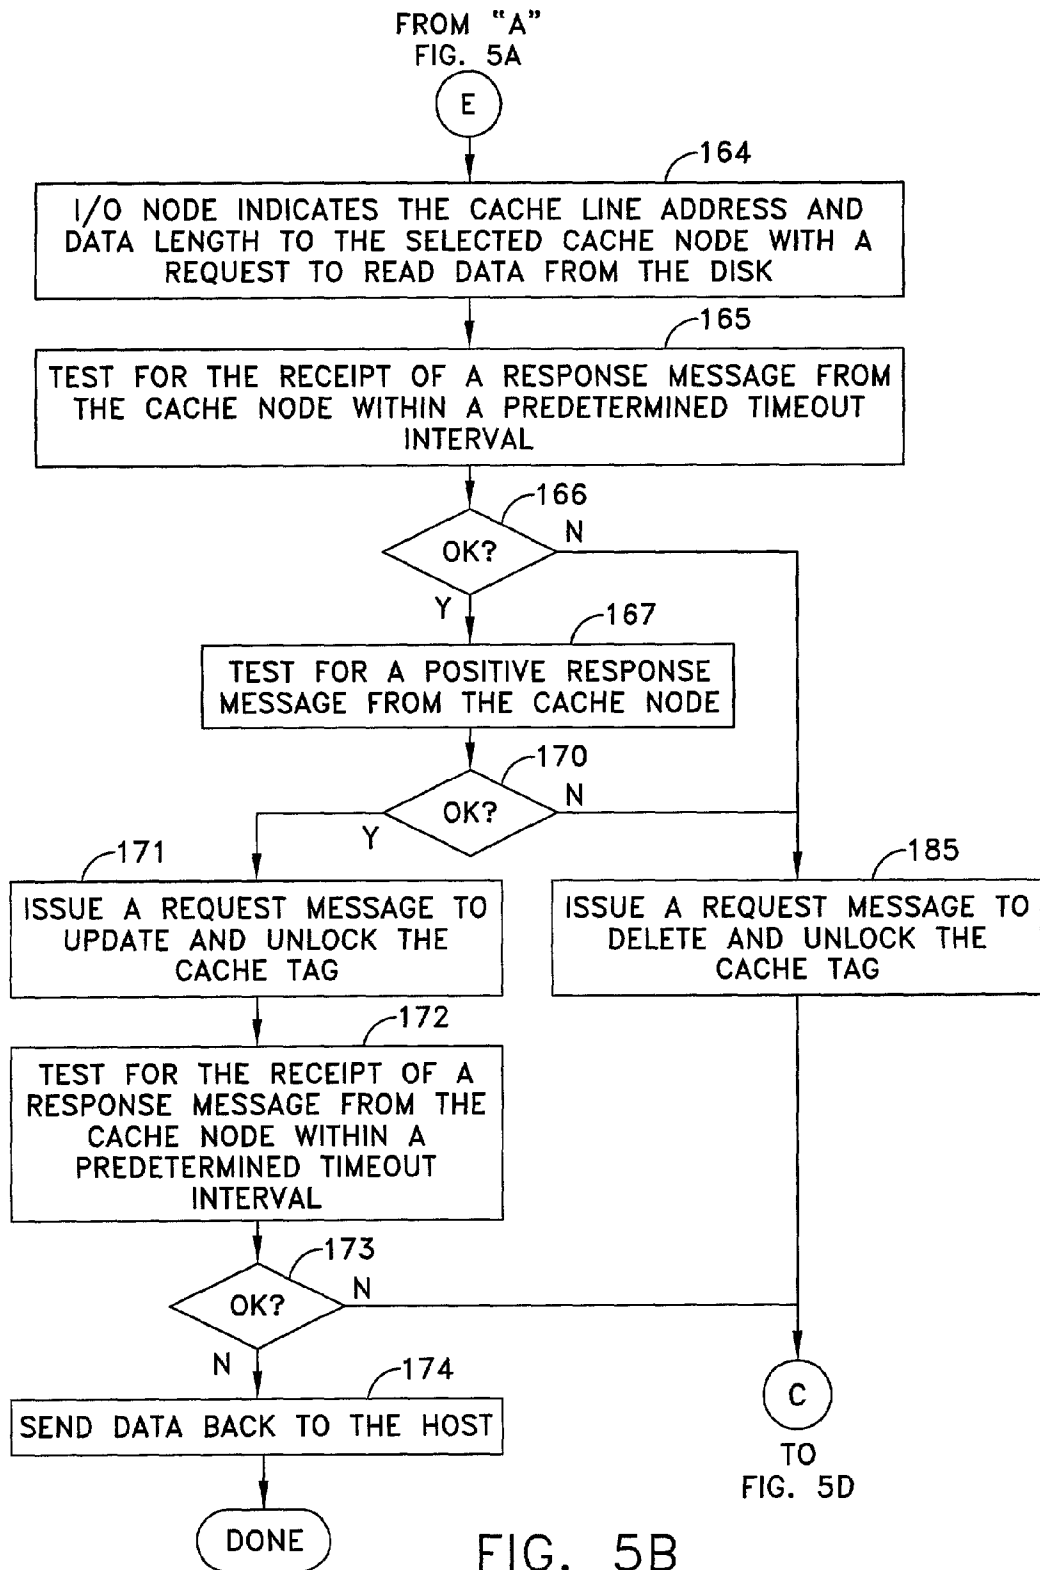 FROM "A"
FIG. 5A
E
164
I/O NODE INDICATES THE CACHE LINE ADDRESS AND
DATA LENGTH TO THE SELECTED CACHE NODE WITH A
REQUEST TO READ DATA FROM THE DISK
165
TEST FOR THE RECEIPT OF A RESPONSE MESSAGE FROM
THE CACHE NODE WITHIN A PREDETERMINED TIMEOUT
INTERVAL
166
OK?
N
Y
167
TEST FOR A POSITIVE RESPONSE
MESSAGE FROM THE CACHE NODE
170
OK?
N
Y
171
ISSUE A REQUEST MESSAGE TO
UPDATE AND UNLOCK THE
CACHE TAG
185
ISSUE A REQUEST MESSAGE TO
DELETE AND UNLOCK THE
CACHE TAG
172
TEST FOR THE RECEIPT OF A
RESPONSE MESSAGE FROM THE
CACHE NODE WITHIN A
PREDETERMINED TIMEOUT
INTERVAL
173
OK?
N
N
174
SEND DATA BACK TO THE HOST
C
TO
FIG. 5D
DONE
FIG. 5B